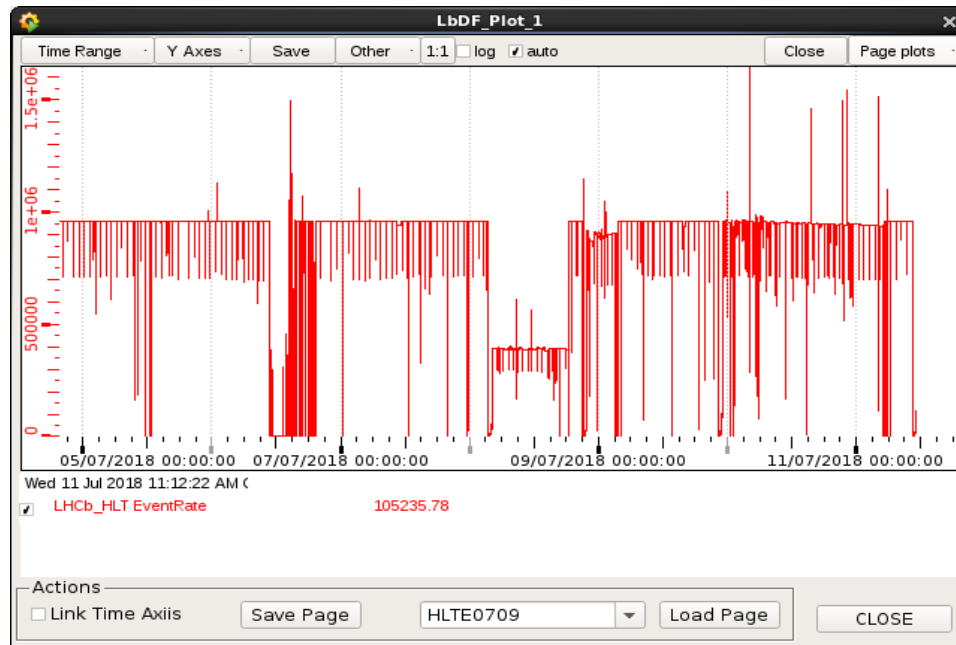 LbDF_Plot_1
Time Range Y Axes Save Other 1:1 log auto Close Page plots
1.5e+06
1e+06
500000
0
05/07/2018 00:00:00 07/07/2018 00:00:00 09/07/2018 00:00:00 11/07/2018 00:00:00
Wed 11 Jul 2018 11:12:22 AM (
LHCb_HLT EventRate 105235.78
Actions
Link Time Axiis Save Page HLTE0709 Load Page CLOSE